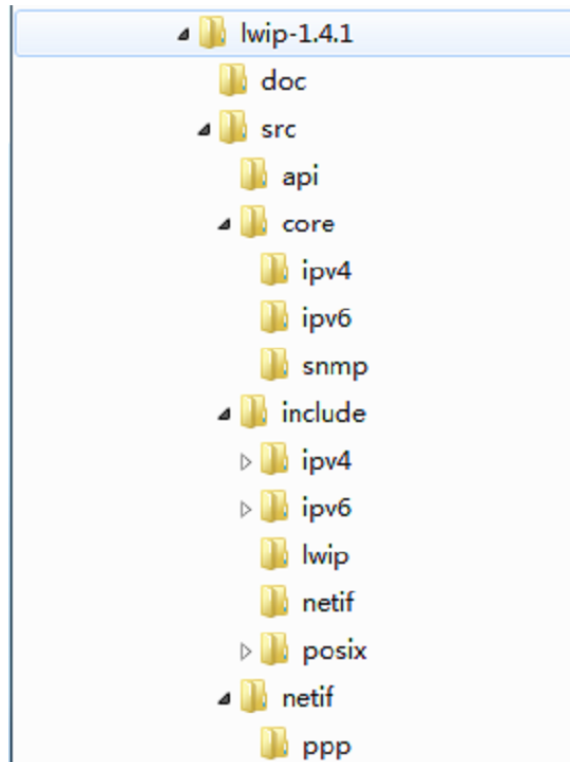 lwip-1.4.1
doc
src
api
core
ipv4
ipv6
snmp
include
ipv4
ipv6
lwip
netif
posix
netif
ppp